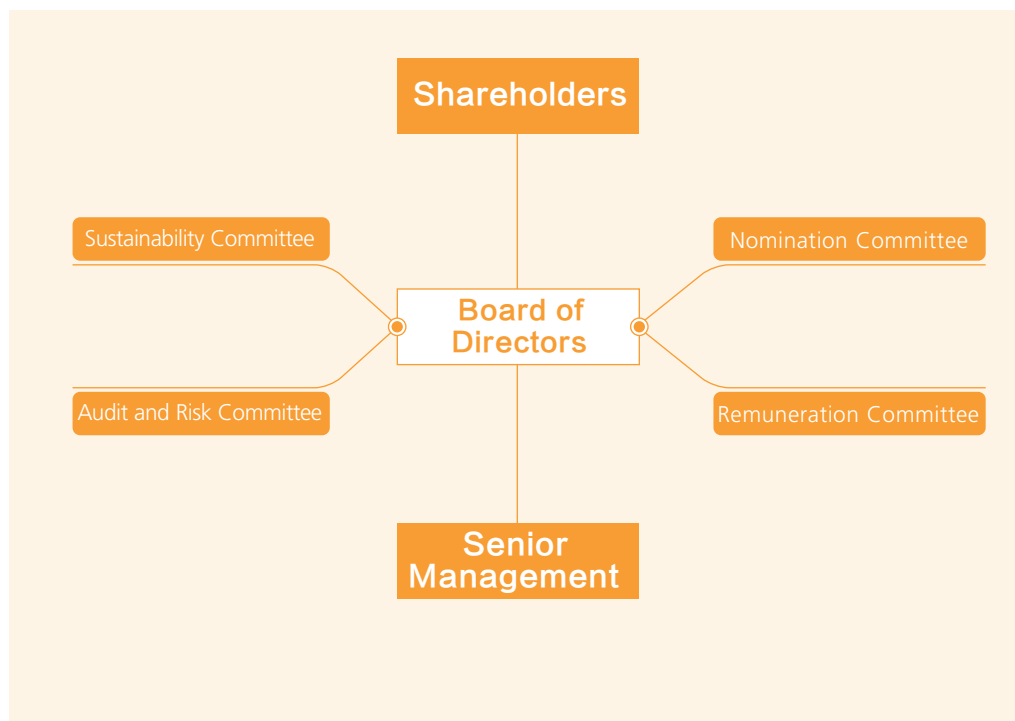 Shareholders
Sustainability Committee
Nomination Committee
Board of
Directors
Audit and Risk Committee
Remuneration Committee
Senior
Management